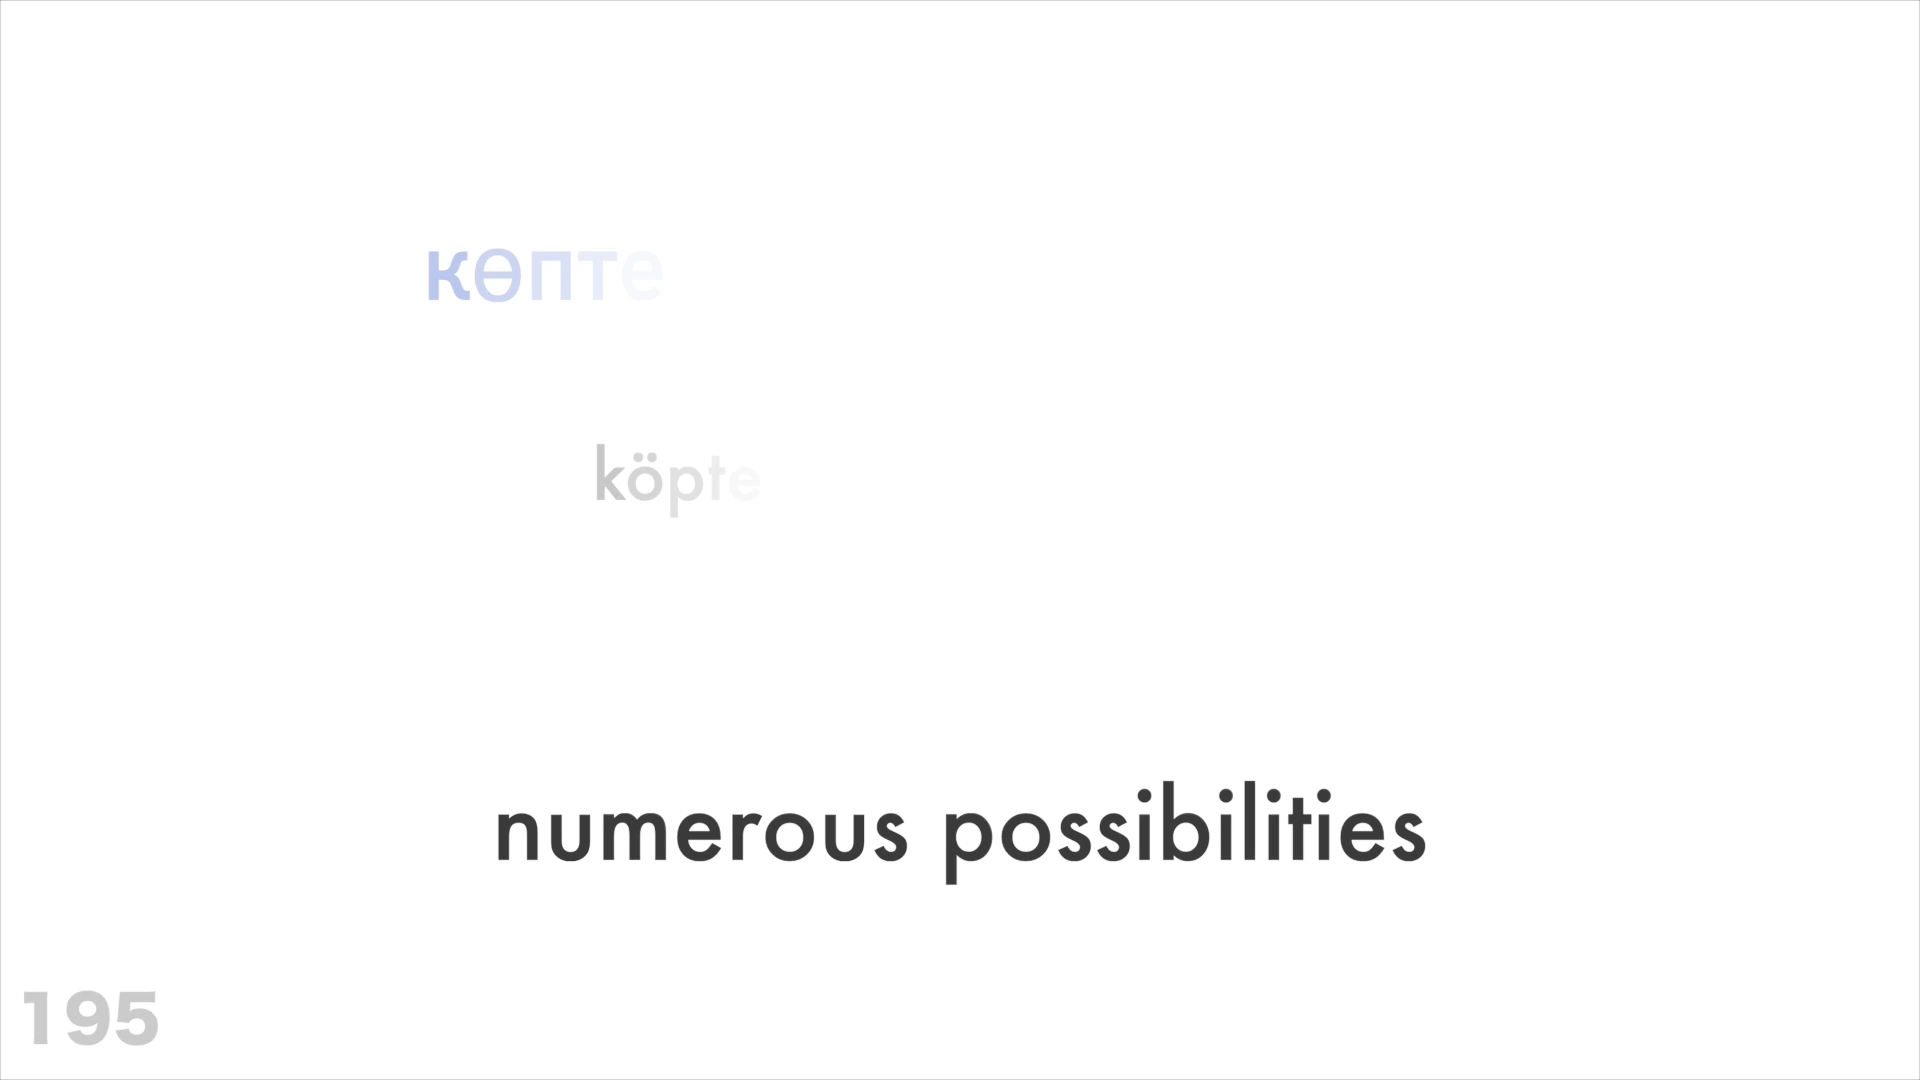 көпте
köpte
numerous possibilities
195